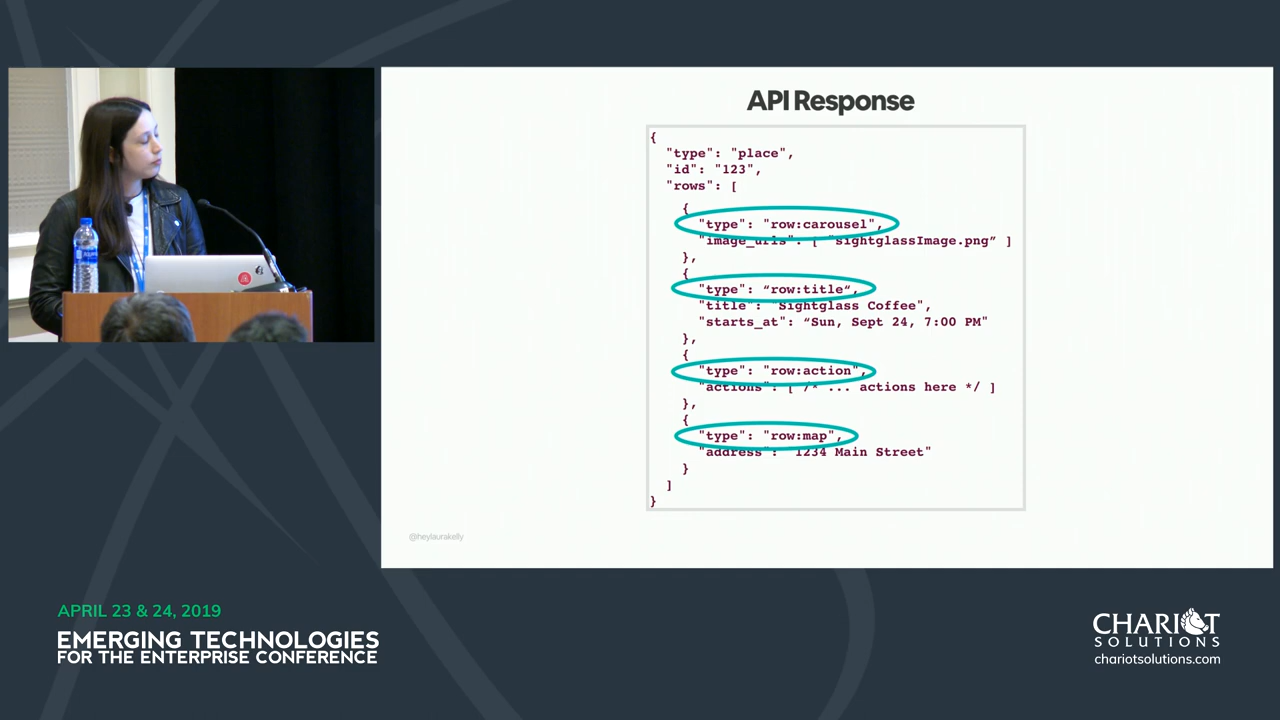 API Response
{
"type": "place",
"id": "123",
"rows": [
{
"type": "row:carousel",
"image_urls": [ "sightglassImage.png” ]
},
{
"type": “row:title“,
"title": "Sightglass Coffee",
"starts_at": “Sun, Sept 24, 7:00 PM"
},
{
"type": "row:action",
"actions": [ /* ... actions here */ ]
},
{
"type": "row:map",
"address": "1234 Main Street"
}
]
}
@heylaurakelly
APRIL 23 & 24, 2019
EMERGING TECHNOLOGIES
FOR THE ENTERPRISE CONFERENCE
CHARIOT
SOLUTIONS
chariotsolutions.com